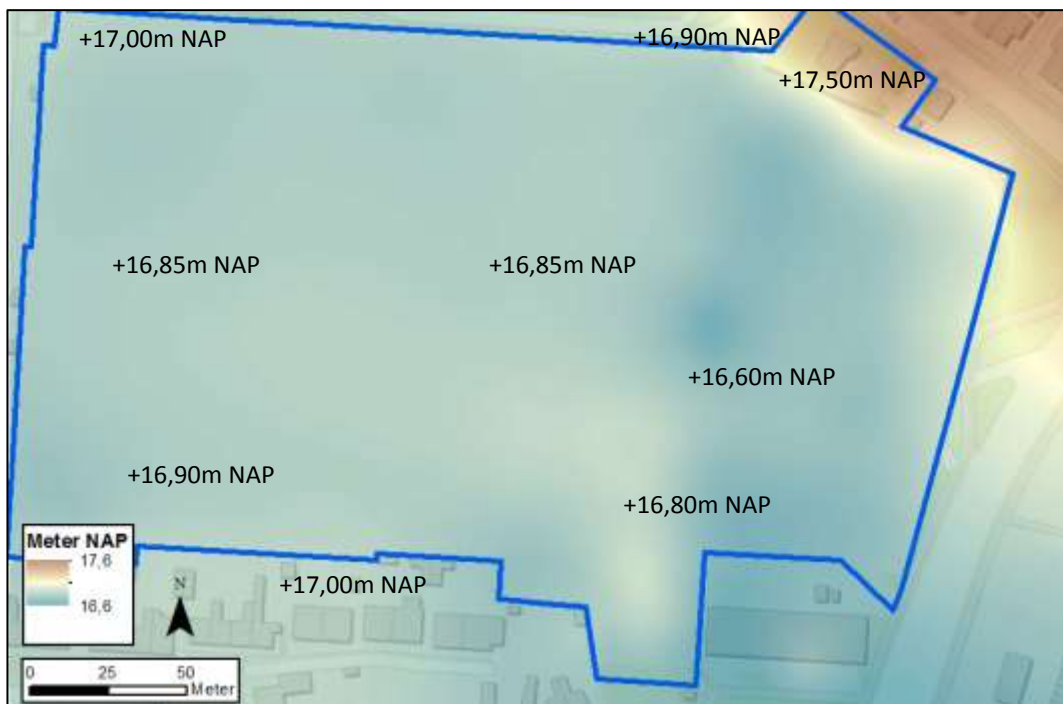 +17,00m NAP
+16,90m NAP
+17,50m NAP
+16,85m NAP
+16,85m NAP
+16,60m NAP
+16,90m NAP
+16,80m NAP
+17,00m NAP
Meter NAP
17,6
16,6
N
0 25 50
Meter